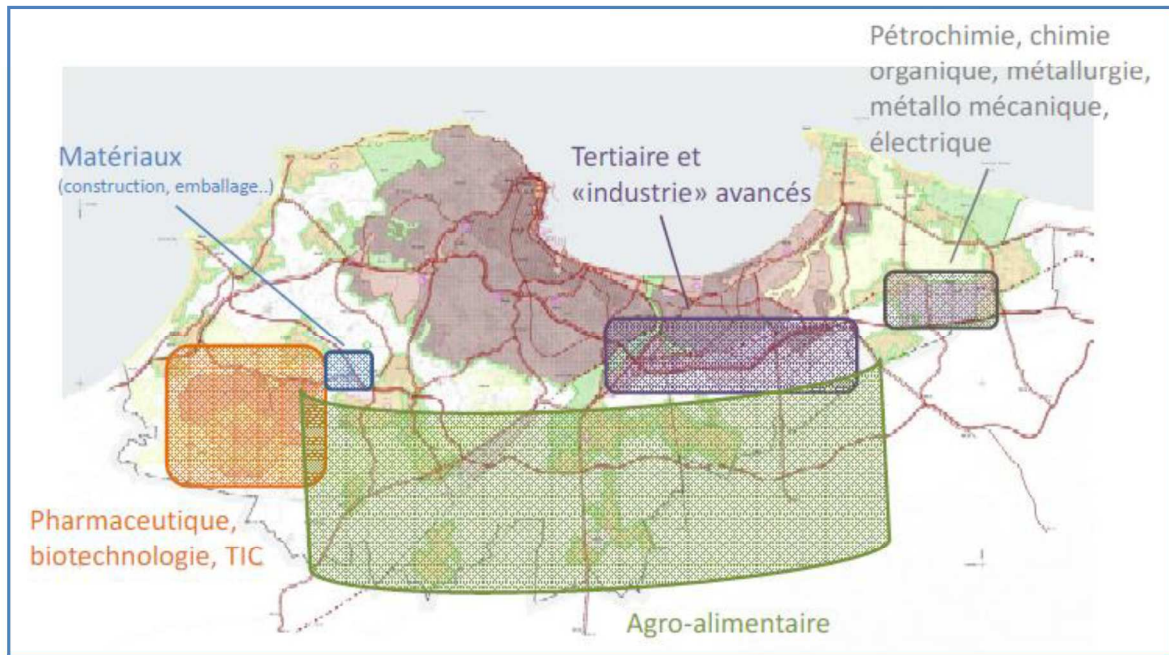 Pétrochimie, chimie
organique, métallurgie,
métallo mécanique,
électrique
Matériaux
(construction, emballage..)
Tertiaire et
«industrie» avancés
Pharmaceutique,
biotechnologie, TIC
Agro-alimentaire